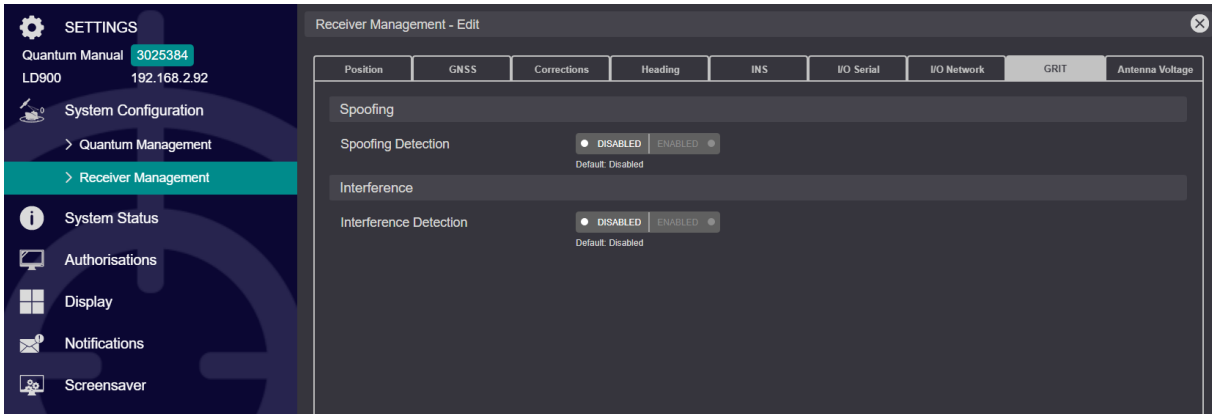 SETTINGS
Quantum Manual 3025384
LD900 192.168.2.92
System Configuration
> Quantum Management
> Receiver Management
System Status
Authorisations
Display
Notifications
Screensaver
Receiver Management - Edit
Position GNSS Corrections Heading INS I/O Serial I/O Network GRIT Antenna Voltage
Spoofing
Spoofing Detection DISABLED ENABLED
Default: Disabled
Interference
Interference Detection DISABLED ENABLED
Default: Disabled